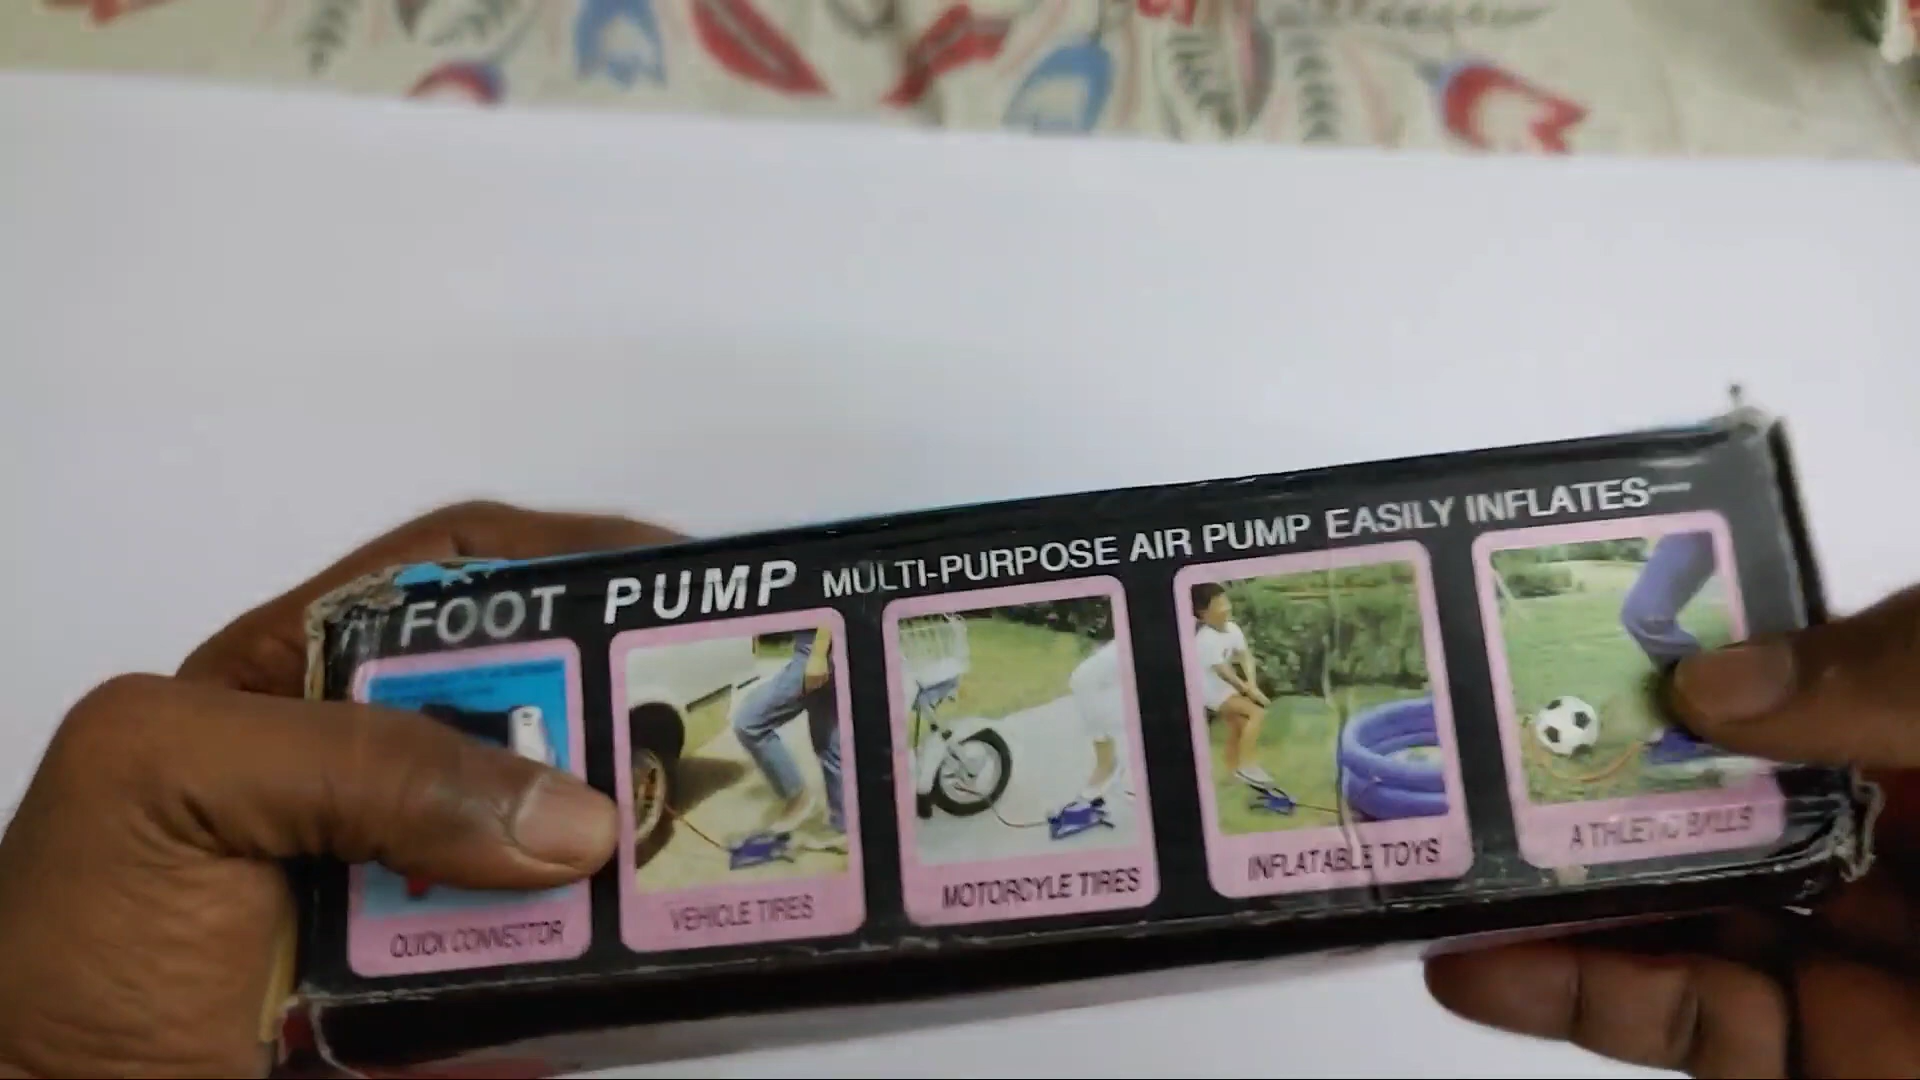 FOOT PUMP MULTI-PURPOSE AIR PUMP EASILY INFLATES—
QUICK CONNECTOR
VEHICLE TIRES
MOTORCYLE TIRES
INFLATABLE TOYS
ATHLETIC BALLS